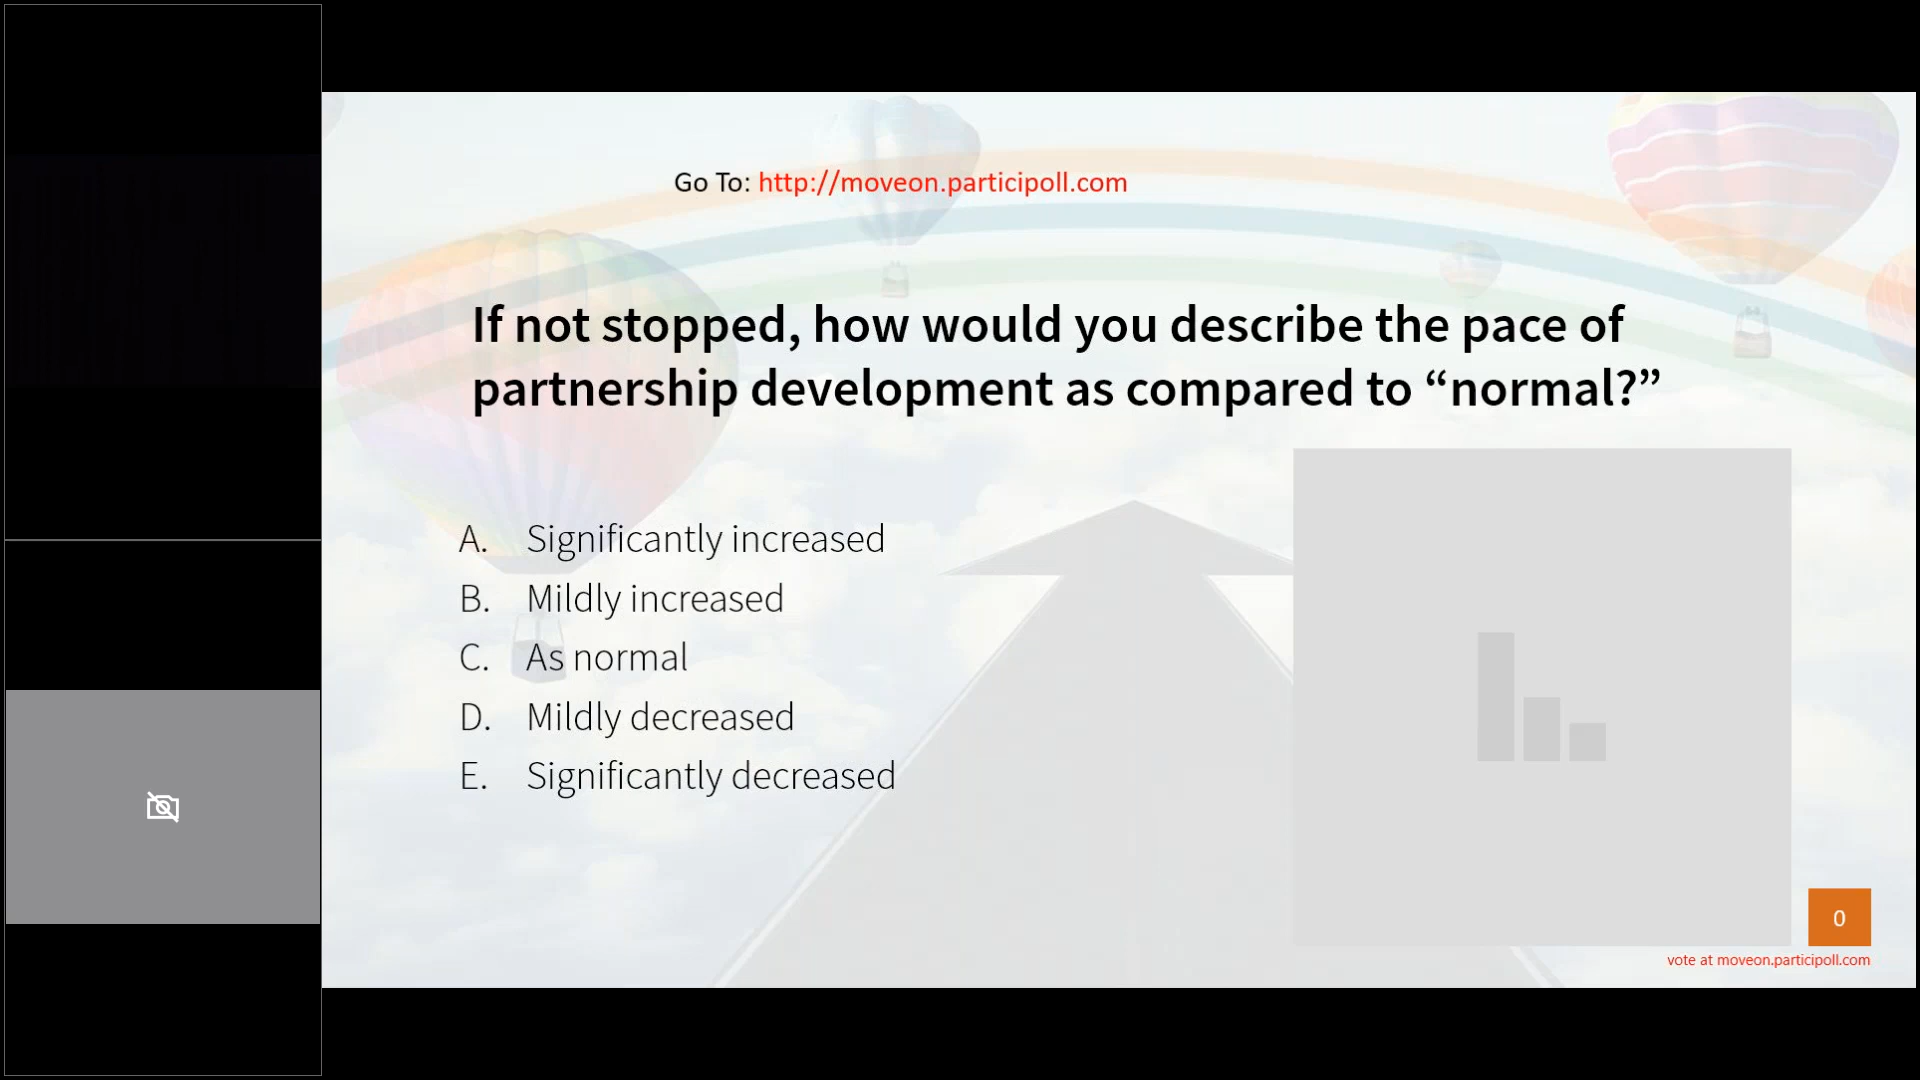 Go To: http://moveon.participoll.com
If not stopped, how would you describe the pace of
partnership development as compared to “normal?”
A. Significantly increased
B. Mildly increased
C. As normal
D. Mildly decreased
E. Significantly decreased
0
vote at moveon.participoll.com